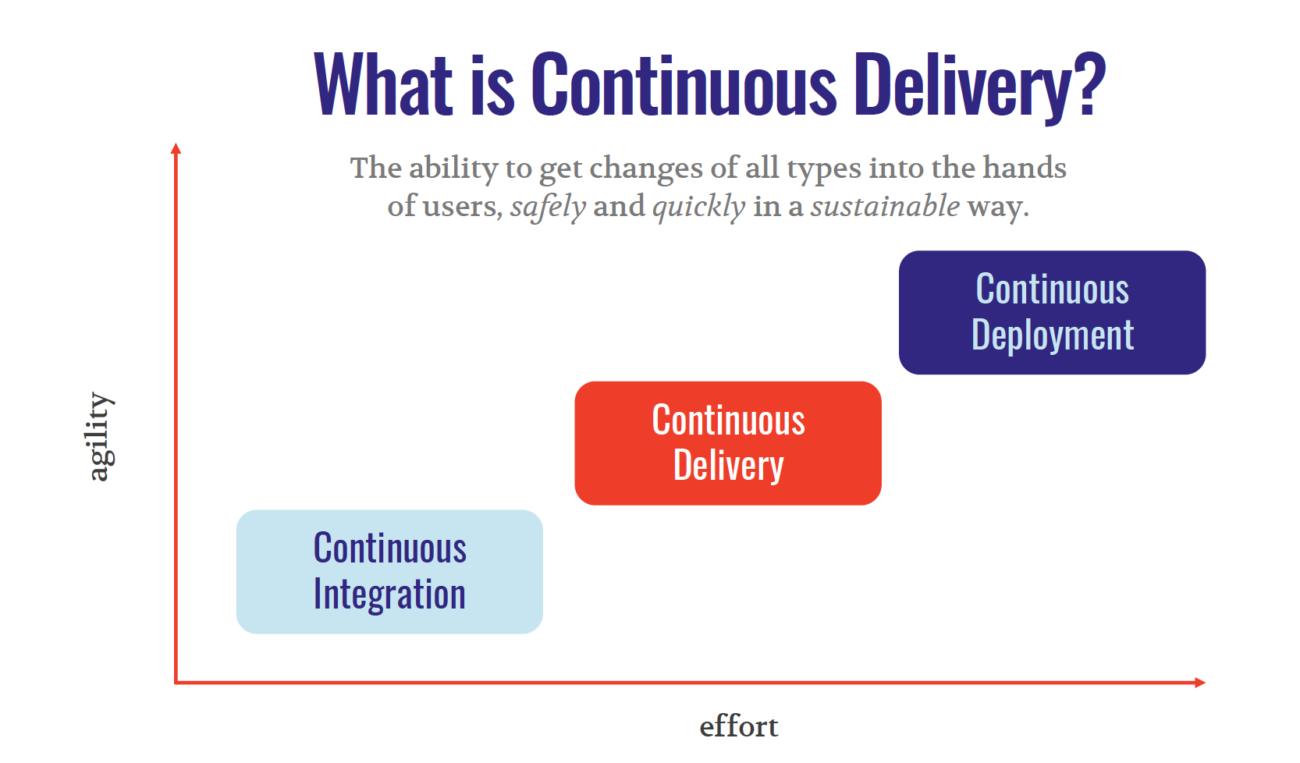 What is Continuous Delivery?
The ability to get changes of all types into the hands
of users, safely and quickly in a sustainable way.
Continuous
Deployment
Continuous
Delivery
Continuous
Integration
agility
effort